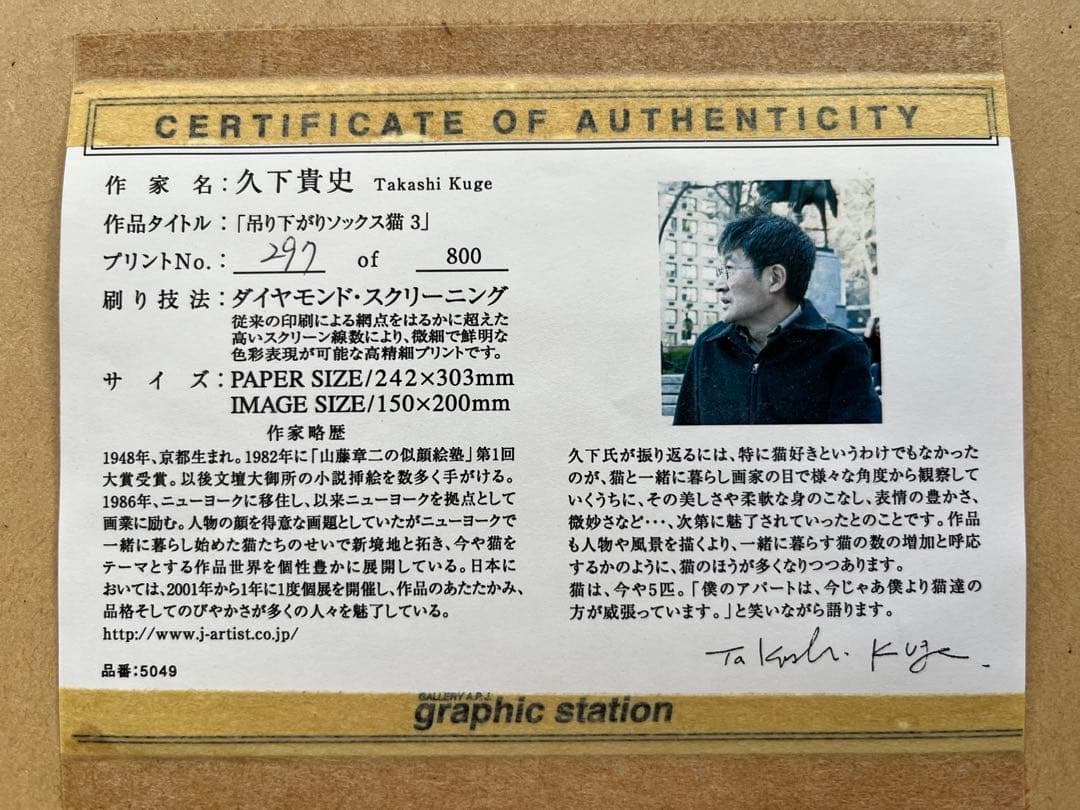 CERTIFICATE OF AUTHENTICITY
作家名：久下貴史 Takashi Kuge
作品タイトル：「吊り下がりソックス猫 3」
プリントNo.： 297 of 800
刷り技法：ダイヤモンド・スクリーニング
従来の印刷による網点をはるかに超えた
高いスクリーン線数により、微細で鮮明な
色彩表現が可能な高精細プリントです。
サイズ：PAPER SIZE/242×303mm
IMAGE SIZE/150×200mm
作家略歴
1948年、京都生まれ。1982年に「山藤章二の似顔絵塾」第1回
大賞受賞。以後文壇大御所の小説挿絵を数多く手がける。
1986年、ニューヨークに移住し、以来ニューヨークを拠点として
画業に励む。人物の顔を得意な画題としていたがニューヨークで
一緒に暮らし始めた猫たちのせいで新境地と拓き、今や猫を
テーマとする作品世界を個性豊かに展開している。日本に
おいては、2001年から1年に1度個展を開催し、作品のあたたかみ、
品格そしてのびやかさが多くの人々を魅了している。
http://www.j-artist.co.jp/
品番：5049
久下氏が振り返るには、特に猫好きというわけでもなかった
のが、猫と一緒に暮らし画家の目で様々な角度から観察して
いくうちに、その美しさや柔軟な身のこなし、表情の豊かさ、
微妙さなど･･･、次第に魅了されていったとのことです。作品
も人物や風景を描くより、一緒に暮らす猫の数の増加と呼応
するかのように、猫のほうが多くなりつつあります。
猫は、今や5匹。「僕のアパートは、今じゃあ僕より猫達の
方が威張っています。」と笑いながら語ります。
Takashi. Kuge.
GALLERY A.P.J.
graphic station